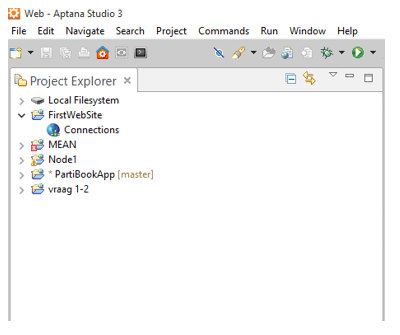 Web - Aptana Studio 3
File Edit Navigate Search Project Commands Run Window Help
Project Explorer
Local Filesystem
FirstWebSite
Connections
MEAN
Node1
* PartiBookApp [master]
vraag 1-2